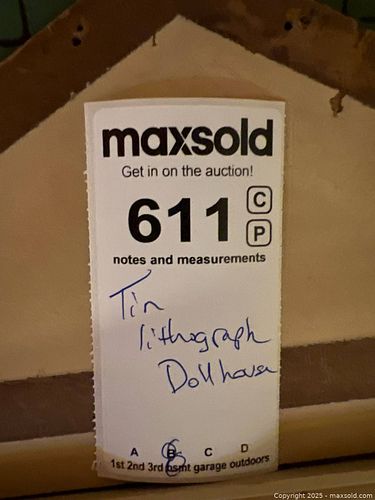 maxsold
Get in on the auction!
611 C
P
notes and measurements
Tin
lithograph
Dollhouse
A B C D
1st 2nd 3rd bsmt garage outdoors
Copyright 2025 - maxsold.com